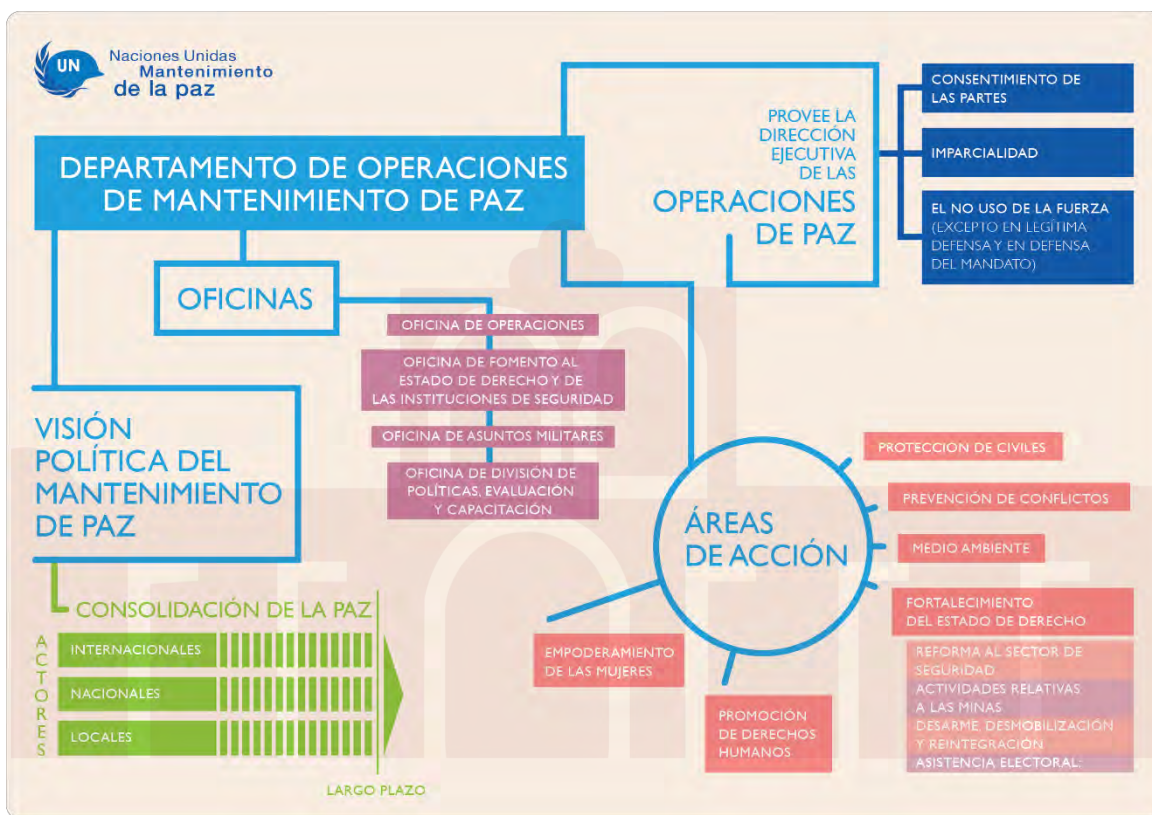 UN
Naciones Unidas
Mantenimiento
de la paz
DEPARTAMENTO DE OPERACIONES
DE MANTENIMIENTO DE PAZ
PROVEE LA
DIRECCIÓN
EJECUTIVA
DE LAS
OPERACIONES
DE PAZ
CONSENTIMIENTO DE
LAS PARTES
IMPARCIALIDAD
EL NO USO DE LA FUERZA
(EXCEPTO EN LEGÍTIMA
DEFENSA Y EN DEFENSA
DEL MANDATO)
OFICINAS
OFICINA DE OPERACIONES
OFICINA DE FOMENTO AL
ESTADO DE DERECHO Y DE
LAS INSTITUCIONES DE SEGURIDAD
OFICINA DE ASUNTOS MILITARES
OFICINA DE DIVISIÓN DE
POLÍTICAS, EVALUACIÓN
Y CAPACITACIÓN
VISIÓN
POLÍTICA DEL
MANTENIMIENTO
DE PAZ
CONSOLIDACIÓN DE LA PAZ
ACTORES
INTERNACIONALES
NACIONALES
LOCALES
LARGO PLAZO
ÁREAS
DE ACCIÓN
PROTECCION DE CIVILES
PREVENCIÓN DE CONFLICTOS
MEDIO AMBIENTE
FORTALECIMIENTO
DEL ESTADO DE DERECHO
REFORMA AL SECTOR DE
SEGURIDAD
ACTIVIDADES RELATIVAS
A LAS MINAS
DESARME, DESMOBILIZACIÓN
Y REINTEGRACIÓN
ASISTENCIA ELECTORAL.
PROMOCIÓN
DE DERECHOS
HUMANOS
EMPODERAMIENTO
DE LAS MUJERES